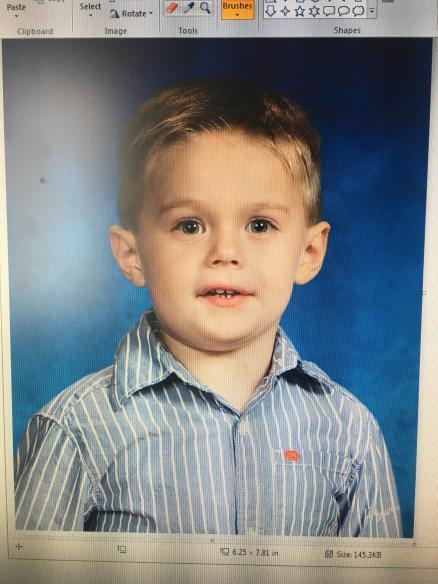 Paste
Select
Rotate
Brushes
Clipboard
Image
Tools
Shapes
6.25 × 7.81 in
Size: 145.3KB